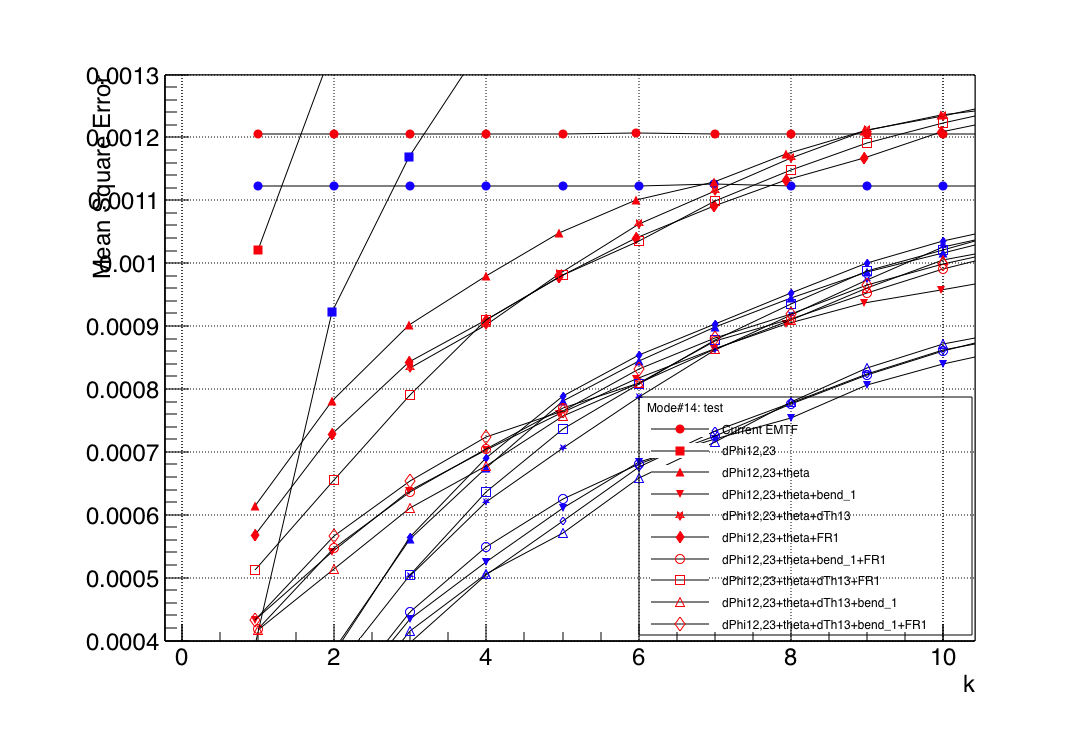 Mean Square Error
0.0013
0.0012
0.0011
0.001
0.0009
0.0008
0.0007
0.0006
0.0005
0.0004
0 2 4 6 8 10
k
Mode#14: test
Current EMTF
dPhi12,23
dPhi12,23+theta
dPhi12,23+theta+bend_1
dPhi12,23+theta+dTh13
dPhi12,23+theta+FR1
dPhi12,23+theta+bend_1+FR1
dPhi12,23+theta+dTh13+FR1
dPhi12,23+theta+dTh13+bend_1
dPhi12,23+theta+dTh13+bend_1+FR1